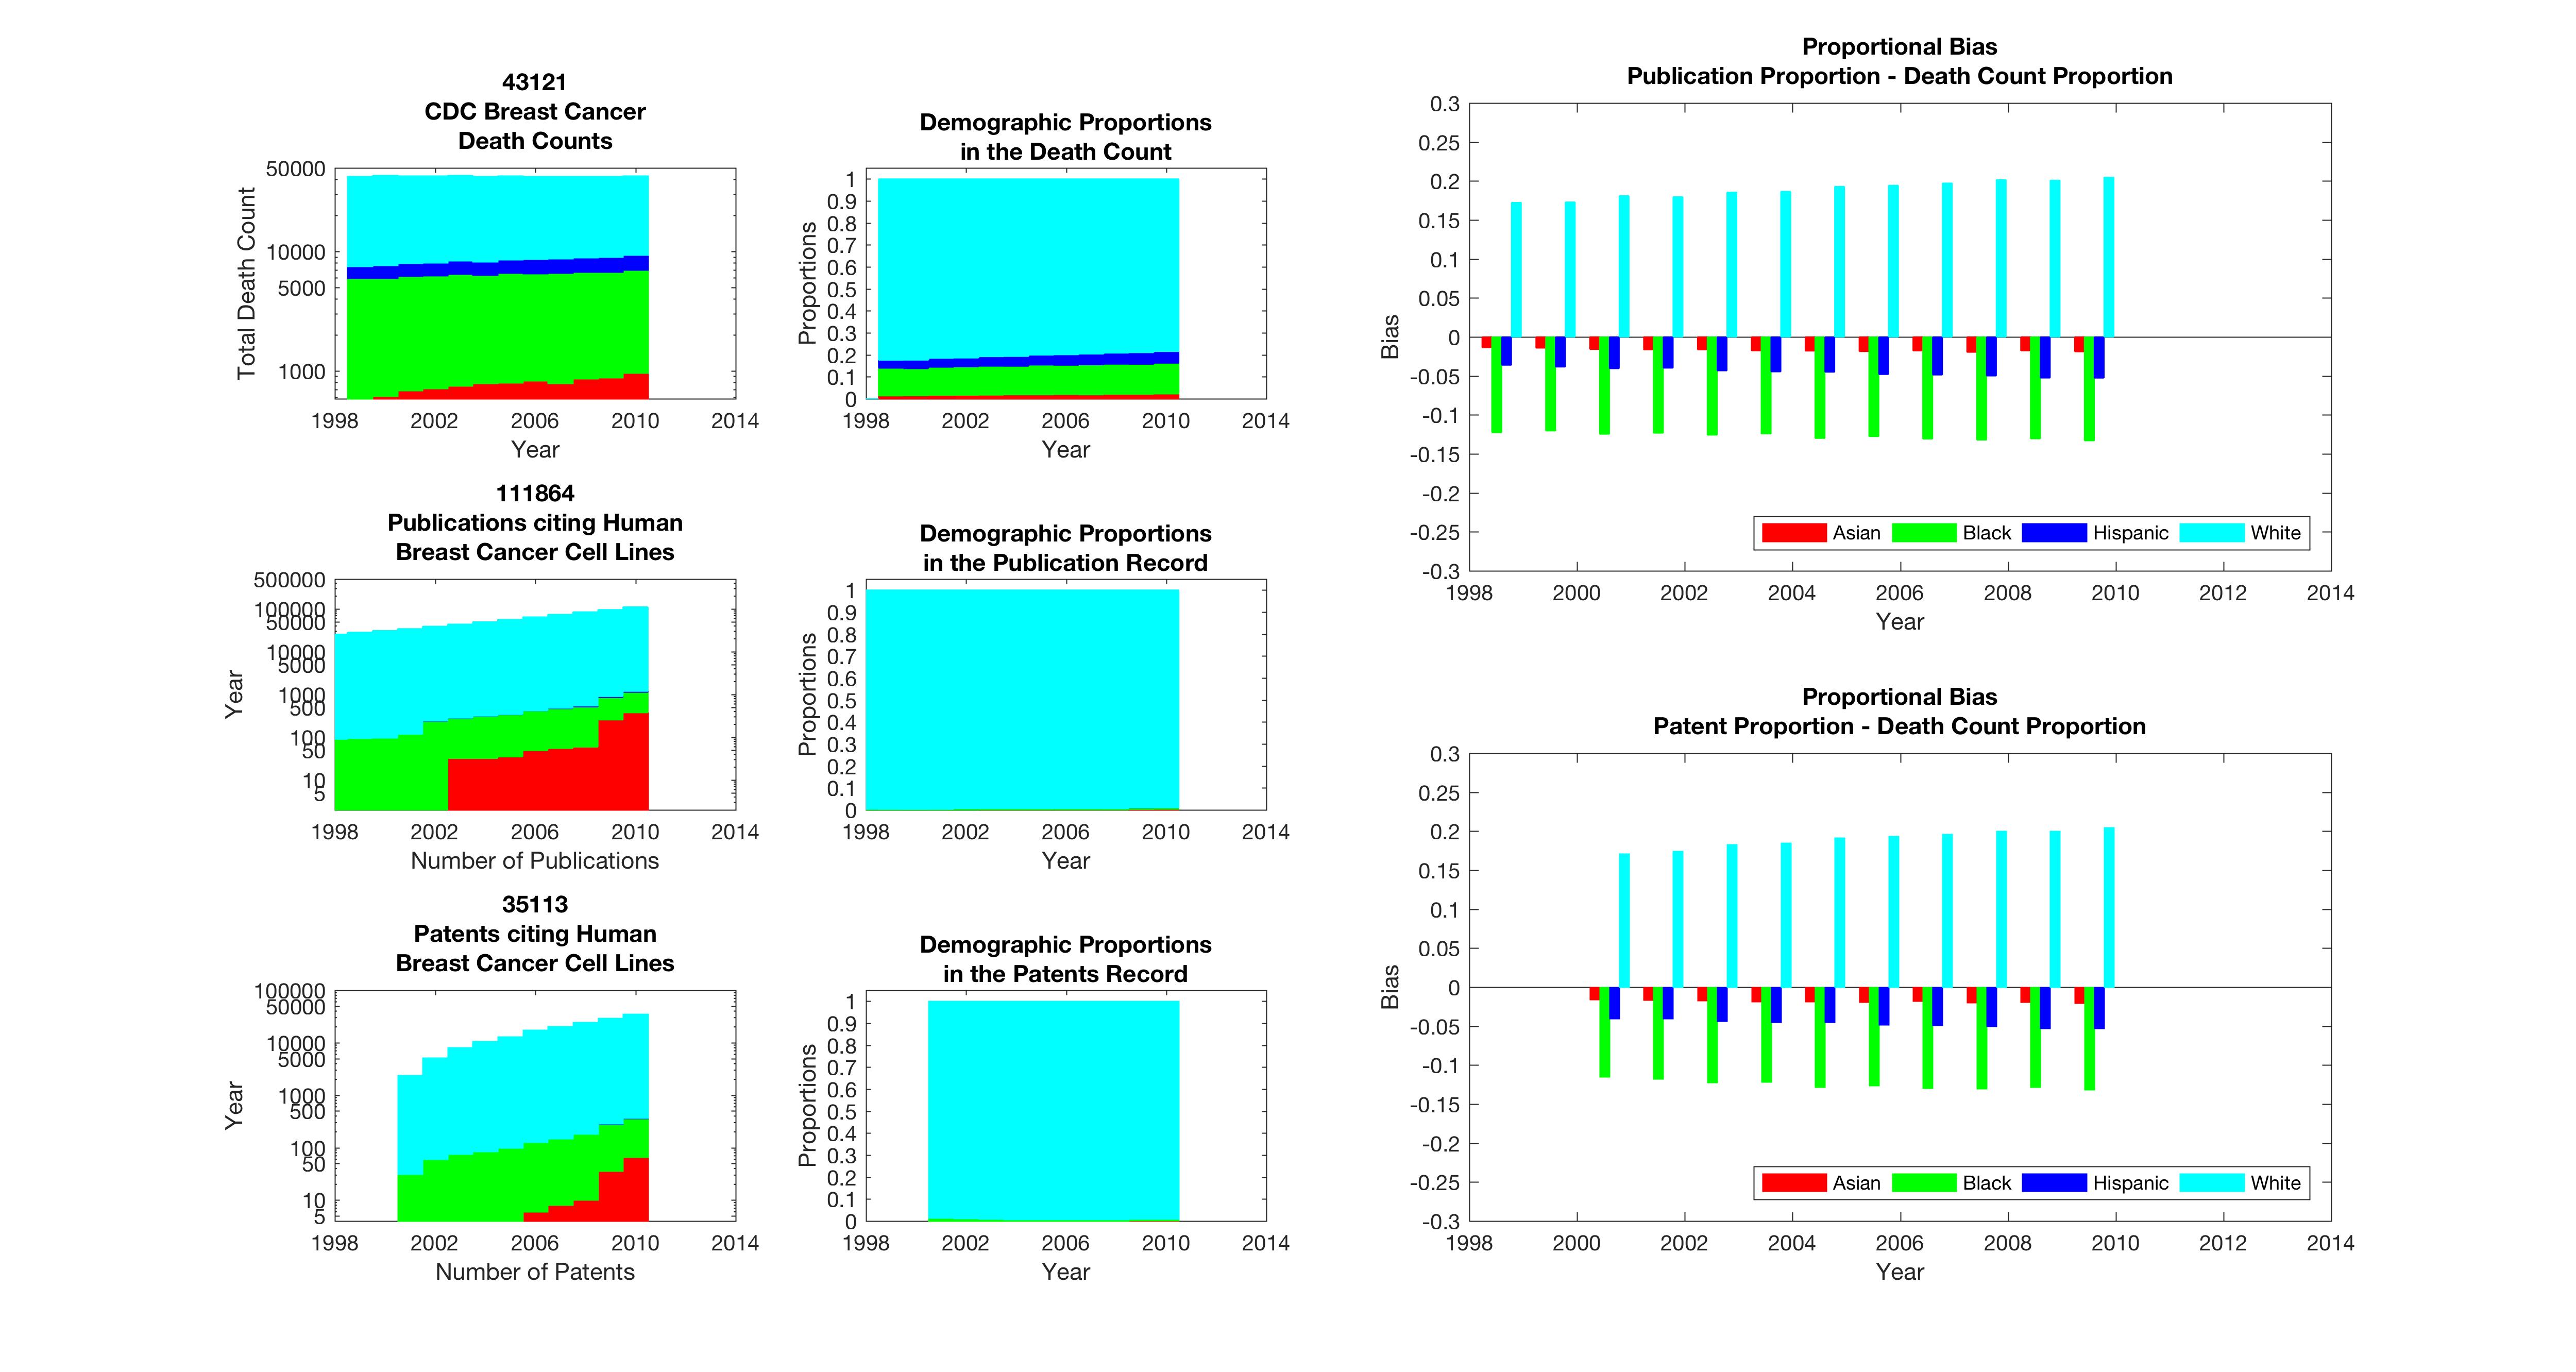 43121
CDC Breast Cancer
Death Counts
Total Death Count
50000
10000
5000
1000
1998 2002 2006 2010 2014
Year
Demographic Proportions
in the Death Count
Proportions
1
0.9
0.8
0.7
0.6
0.5
0.4
0.3
0.2
0.1
0
1998 2002 2006 2010 2014
Year
111864
Publications citing Human
Breast Cancer Cell Lines
Year
500000
100000
50000
10000
5000
1000
500
100
50
10
5
1998 2002 2006 2010 2014
Number of Publications
Demographic Proportions
in the Publication Record
Proportions
1
0.9
0.8
0.7
0.6
0.5
0.4
0.3
0.2
0.1
0
1998 2002 2006 2010 2014
Year
35113
Patents citing Human
Breast Cancer Cell Lines
Year
100000
50000
10000
5000
1000
500
100
50
10
5
1998 2002 2006 2010 2014
Number of Patents
Demographic Proportions
in the Patents Record
Proportions
1
0.9
0.8
0.7
0.6
0.5
0.4
0.3
0.2
0.1
0
1998 2002 2006 2010 2014
Year
Proportional Bias
Publication Proportion - Death Count Proportion
Bias
0.3
0.25
0.2
0.15
0.1
0.05
0
-0.05
-0.1
-0.15
-0.2
-0.25
-0.3
Asian Black Hispanic White
1998 2000 2002 2004 2006 2008 2010 2012 2014
Year
Proportional Bias
Patent Proportion - Death Count Proportion
Bias
0.3
0.25
0.2
0.15
0.1
0.05
0
-0.05
-0.1
-0.15
-0.2
-0.25
-0.3
Asian Black Hispanic White
1998 2000 2002 2004 2006 2008 2010 2012 2014
Year